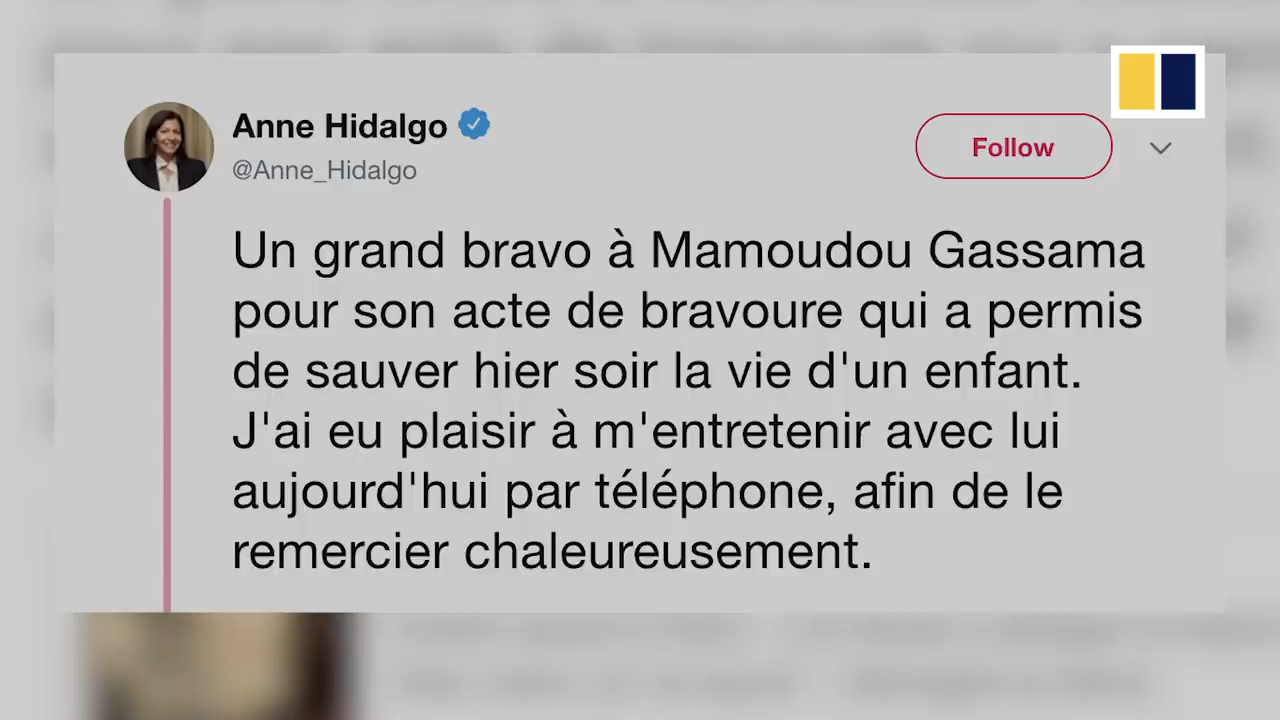 Anne Hidalgo
@Anne_Hidalgo
Follow
Un grand bravo à Mamoudou Gassama
pour son acte de bravoure qui a permis
de sauver hier soir la vie d'un enfant.
J'ai eu plaisir à m'entretenir avec lui
aujourd'hui par téléphone, afin de le
remercier chaleureusement.